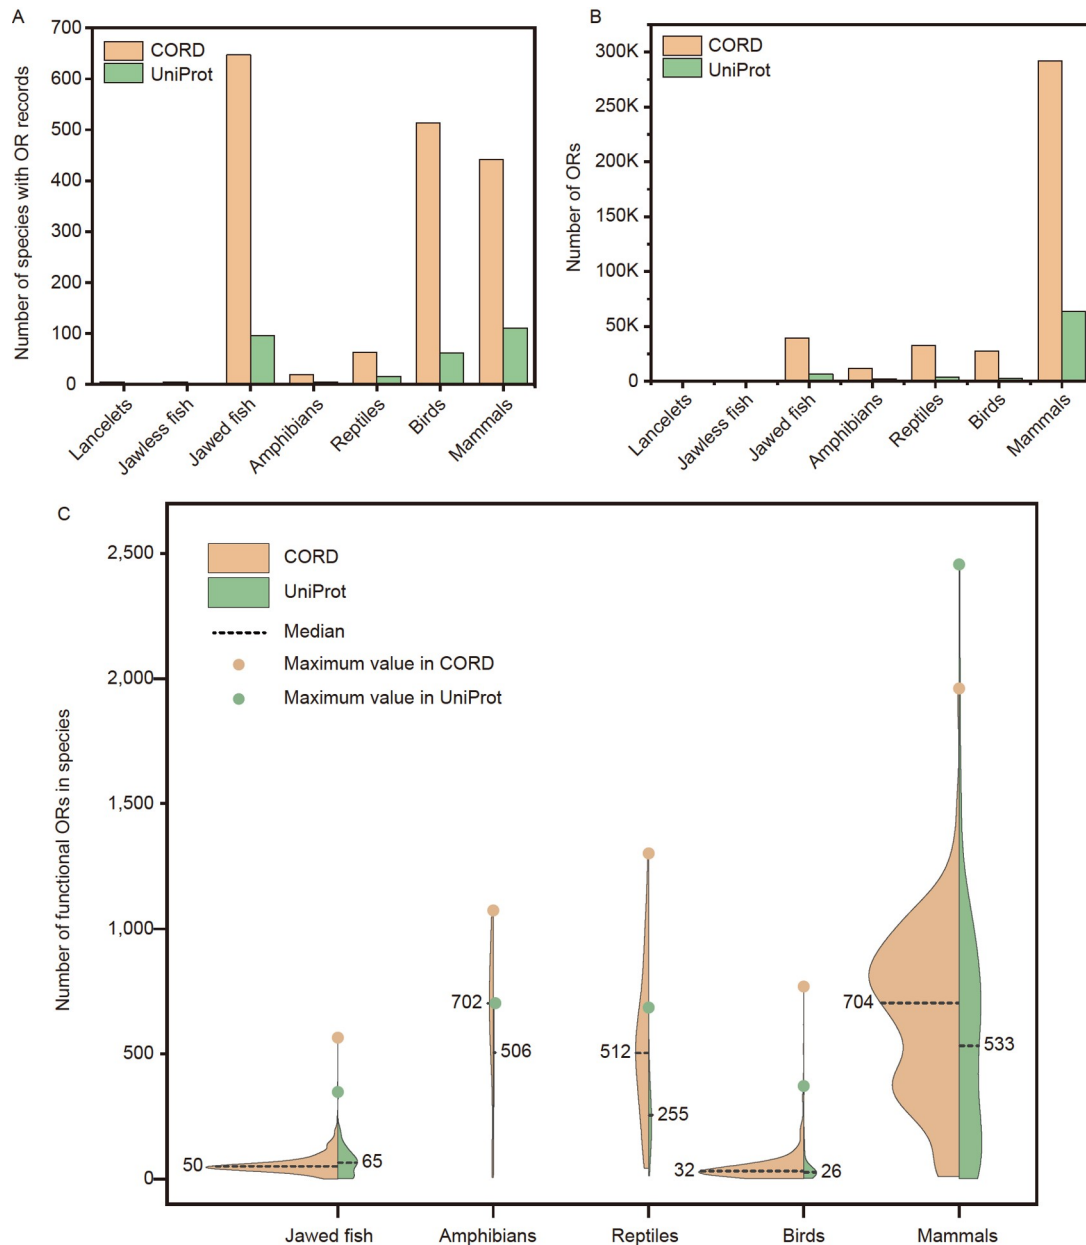 A
Number of species with OR records
700
600
500
400
300
200
100
0
CORD
UniProt
Lancelets
Jawless fish
Jawed fish
Amphibians
Reptiles
Birds
Mammals
B
Number of ORs
300K
250K
200K
150K
100K
50K
0
CORD
UniProt
Lancelets
Jawless fish
Jawed fish
Amphibians
Reptiles
Birds
Mammals
C
Number of functional ORs in species
2,500
2,000
1,500
1,000
500
0
CORD
UniProt
Median
Maximum value in CORD
Maximum value in UniProt
50
65
702
506
512
255
32
26
704
533
Jawed fish
Amphibians
Reptiles
Birds
Mammals